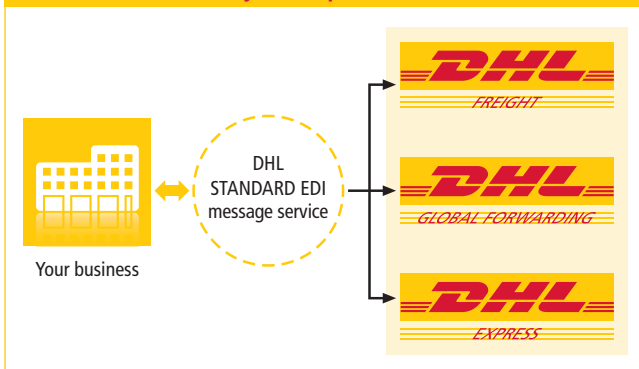 DHL
FREIGHT
DHL
STANDARD EDI
message service
DHL
GLOBAL FORWARDING
Your business
DHL
EXPRESS